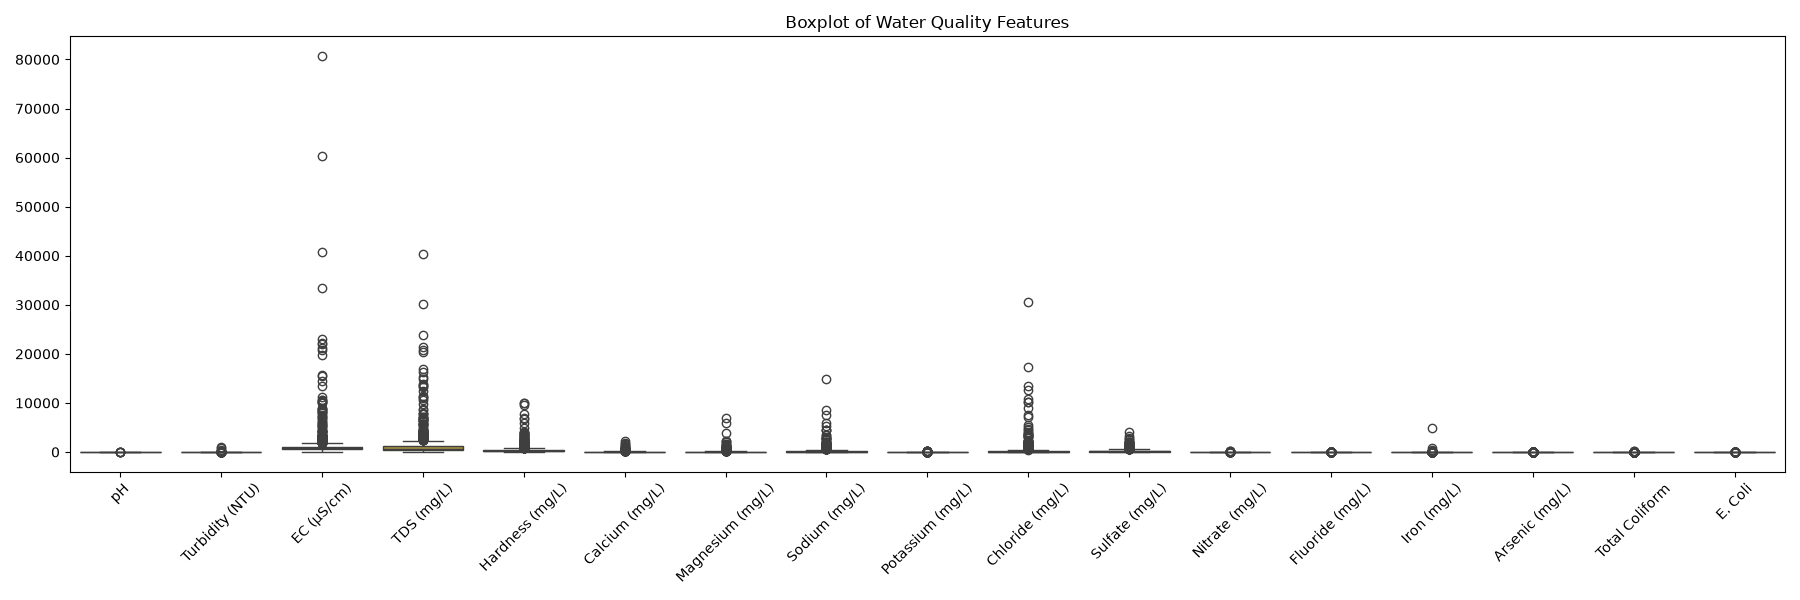 Boxplot of Water Quality Features
80000
70000
60000
50000
40000
30000
20000
10000
0
pH
Turbidity (NTU)
EC (µS/cm)
TDS (mg/L)
Hardness (mg/L)
Calcium (mg/L)
Magnesium (mg/L)
Sodium (mg/L)
Potassium (mg/L)
Chloride (mg/L)
Sulfate (mg/L)
Nitrate (mg/L)
Fluoride (mg/L)
Iron (mg/L)
Arsenic (mg/L)
Total Coliform
E. Coli